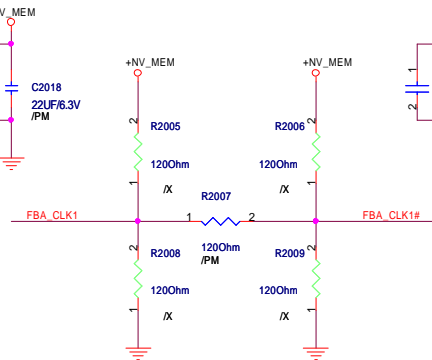 V_MEM
C2018
22UF/6.3V
/PM
+NV_MEM
+NV_MEM
1
2
2
R2005
120Ohm
1
/X
2
R2006
120Ohm
1
/X
FBA_CLK1
R2007
1
2
120Ohm
/PM
FBA_CLK1#
2
R2008
120Ohm
1
/X
2
R2009
120Ohm
1
/X